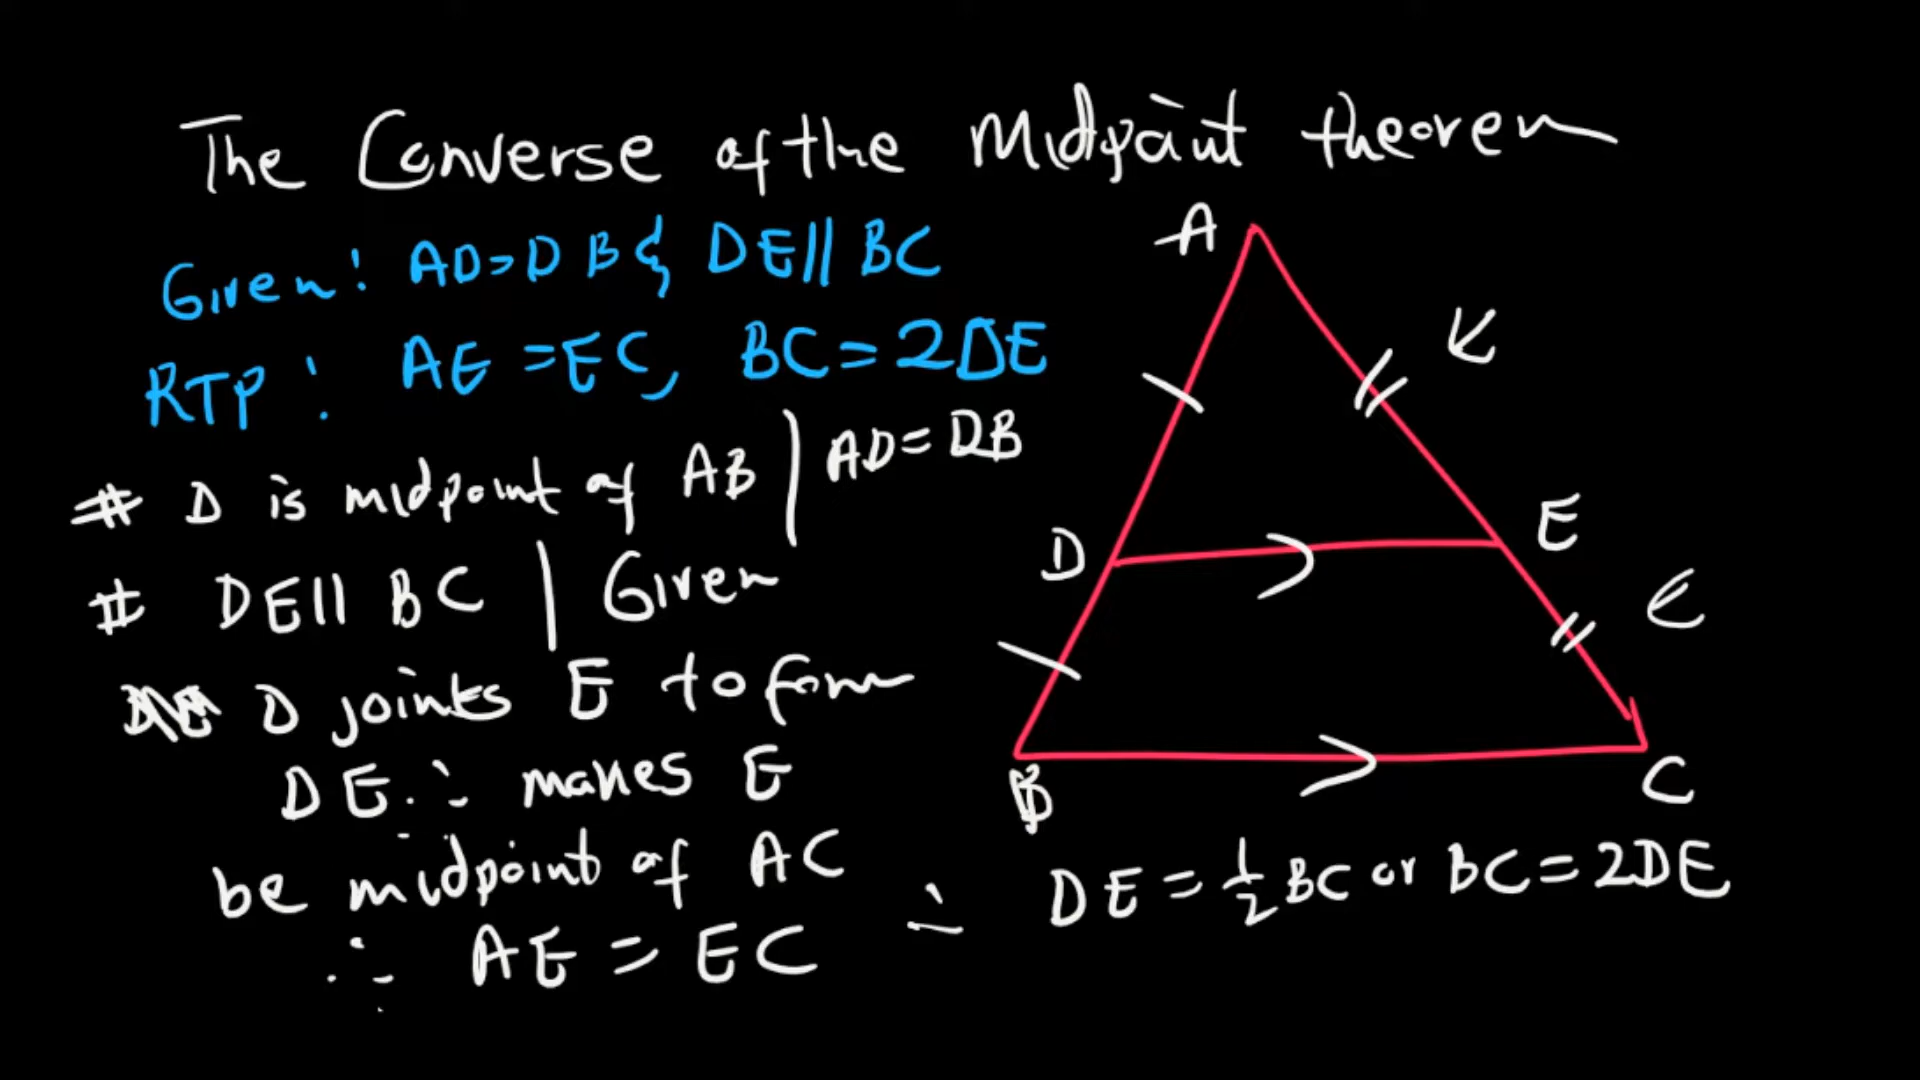 The Converse of the Midpoint theorem
Given: AD=DB & DE||BC
RTP: AE=EC, BC=2DE
# D is midpoint of AB | AD=DB
# DE||BC | Given
D joints E to form
DE ∴ makes E
be midpoint of AC
∴ AE = EC
∴ DE = 1/2 BC or BC = 2DE
A
D
E
B
C